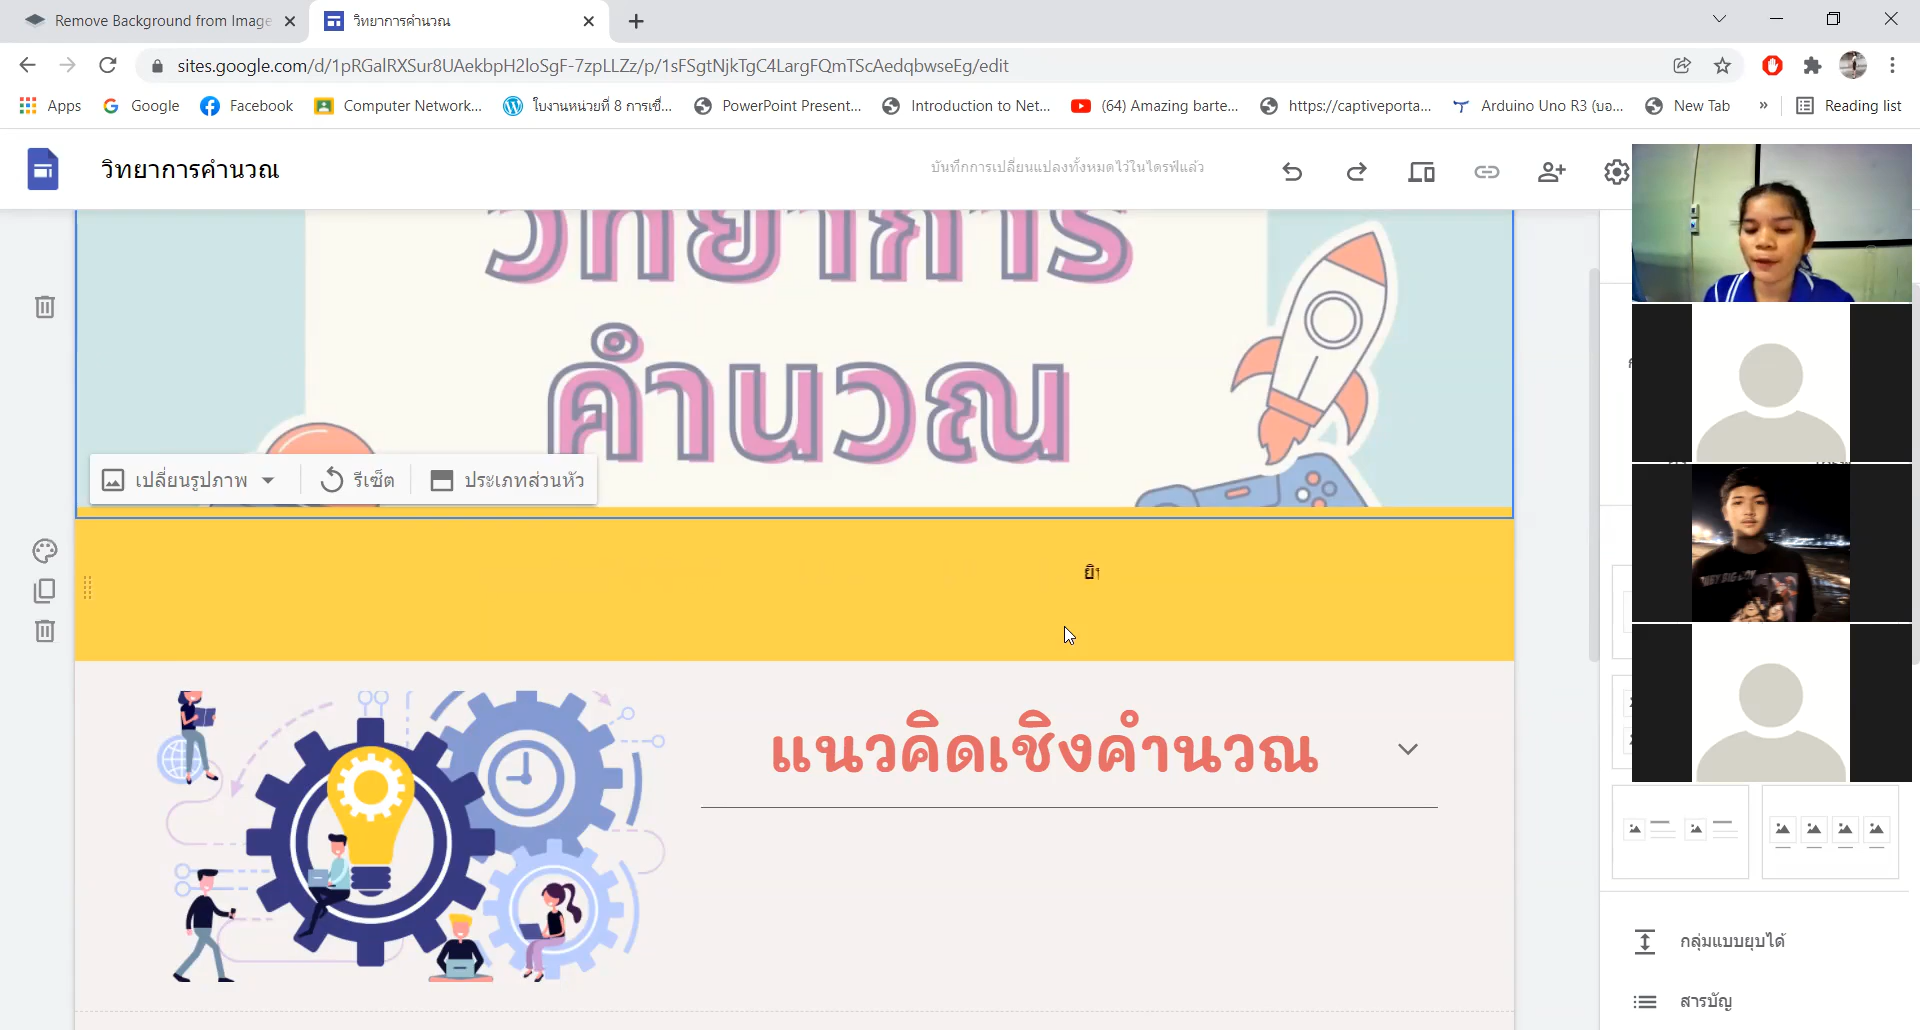 Remove Background from Image
วิทยาการคำนวณ
sites.google.com/d/1pRGalRXSur8UAekbpH2loSgF-7zpLLZz/p/1sFSgtNjkTgC4LargFQmTScAedqbwseEg/edit
Apps
Google
Facebook
Computer Network...
ใบงานหน่วยที่ 8 การเชื่...
PowerPoint Present...
Introduction to Net...
(64) Amazing barte...
https://captiveporta...
Arduino Uno R3 (บอ...
New Tab
»
Reading list
วิทยาการคำนวณ
บันทึกการเปลี่ยนแปลงทั้งหมดไว้ในไดรฟ์แล้ว
วิทยาการ
คำนวณ
เปลี่ยนรูปภาพ
รีเซ็ต
ประเภทส่วนหัว
แนวคิดเชิงคำนวณ
กลุ่มแบบยุบได้
สารบัญ